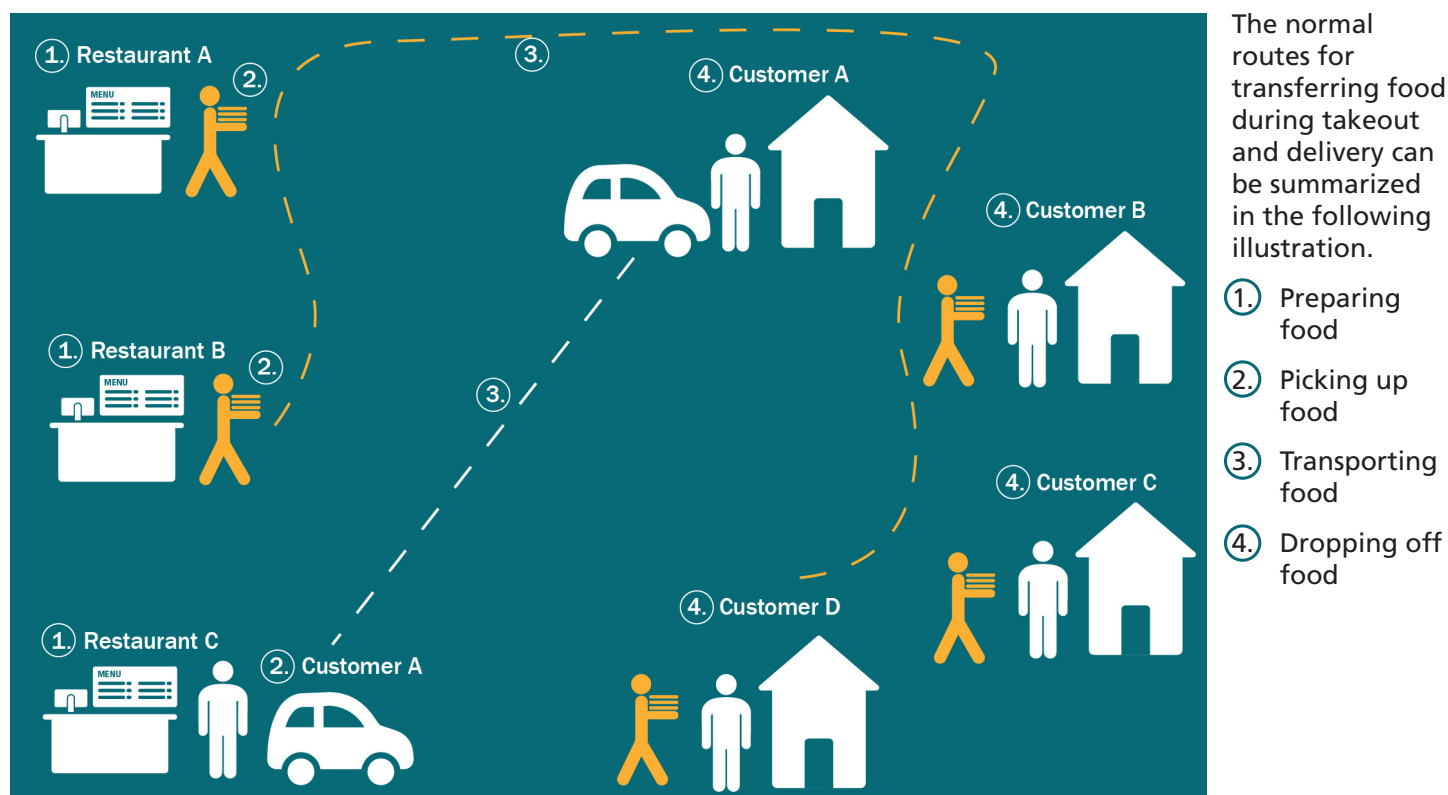 1. Restaurant A
MENU
2.
3.
4. Customer A
4. Customer B
1. Restaurant B
MENU
2.
3.
4. Customer C
4. Customer D
1. Restaurant C
MENU
2. Customer A
The normal
routes for
transferring food
during takeout
and delivery can
be summarized
in the following
illustration.
1. Preparing
food
2. Picking up
food
3. Transporting
food
4. Dropping off
food